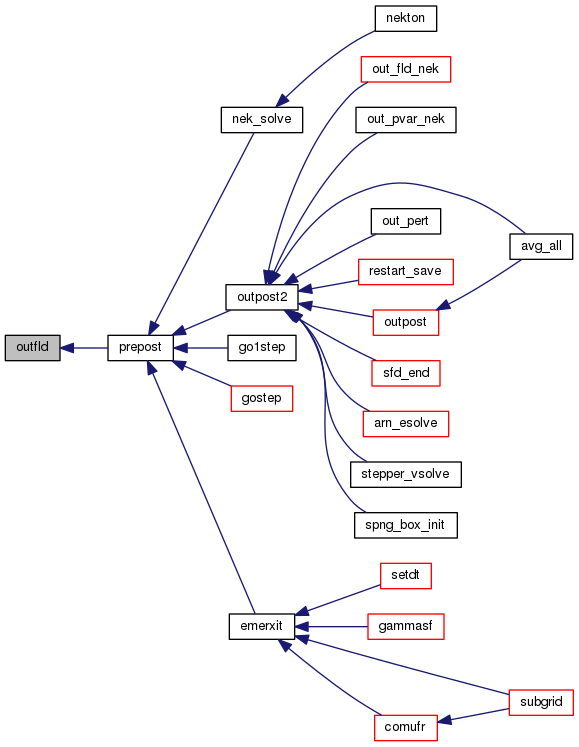 nekton
out_fld_nek
nek_solve
out_pvar_nek
out_pert
avg_all
restart_save
outpost2
outpost
outfld
prepost
go1step
sfd_end
gostep
arn_esolve
stepper_vsolve
spng_box_init
setdt
emerxit
gammasf
subgrid
comufr